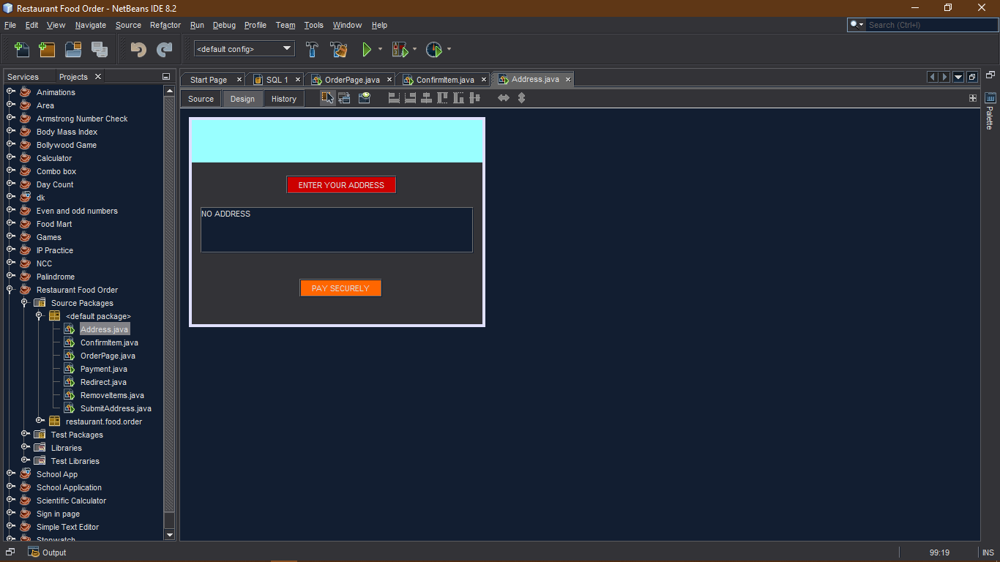 Restaurant Food Order - NetBeans IDE 8.2
File Edit View Navigate Source Refactor Run Debug Profile Team Tools Window Help
Search (Ctrl+I)
<default config>
Services Projects
Start Page SQL 1 OrderPage.java ConfirmItem.java Address.java
Source Design History
Palette
Animations
Area
Armstrong Number Check
Body Mass Index
Bollywood Game
Calculator
Combo box
Day Count
dk
Even and odd numbers
Food Mart
Games
IP Practice
NCC
Palindrome
Restaurant Food Order
Source Packages
<default package>
Address.java
ConfirmItem.java
OrderPage.java
Payment.java
Redirect.java
RemoveItems.java
SubmitAddress.java
restaurant.food.order
Test Packages
Libraries
Test Libraries
School App
School Application
Scientific Calculator
Sign in page
Simple Text Editor
Stopwatch
ENTER YOUR ADDRESS
NO ADDRESS
PAY SECURELY
Output
99:19 INS